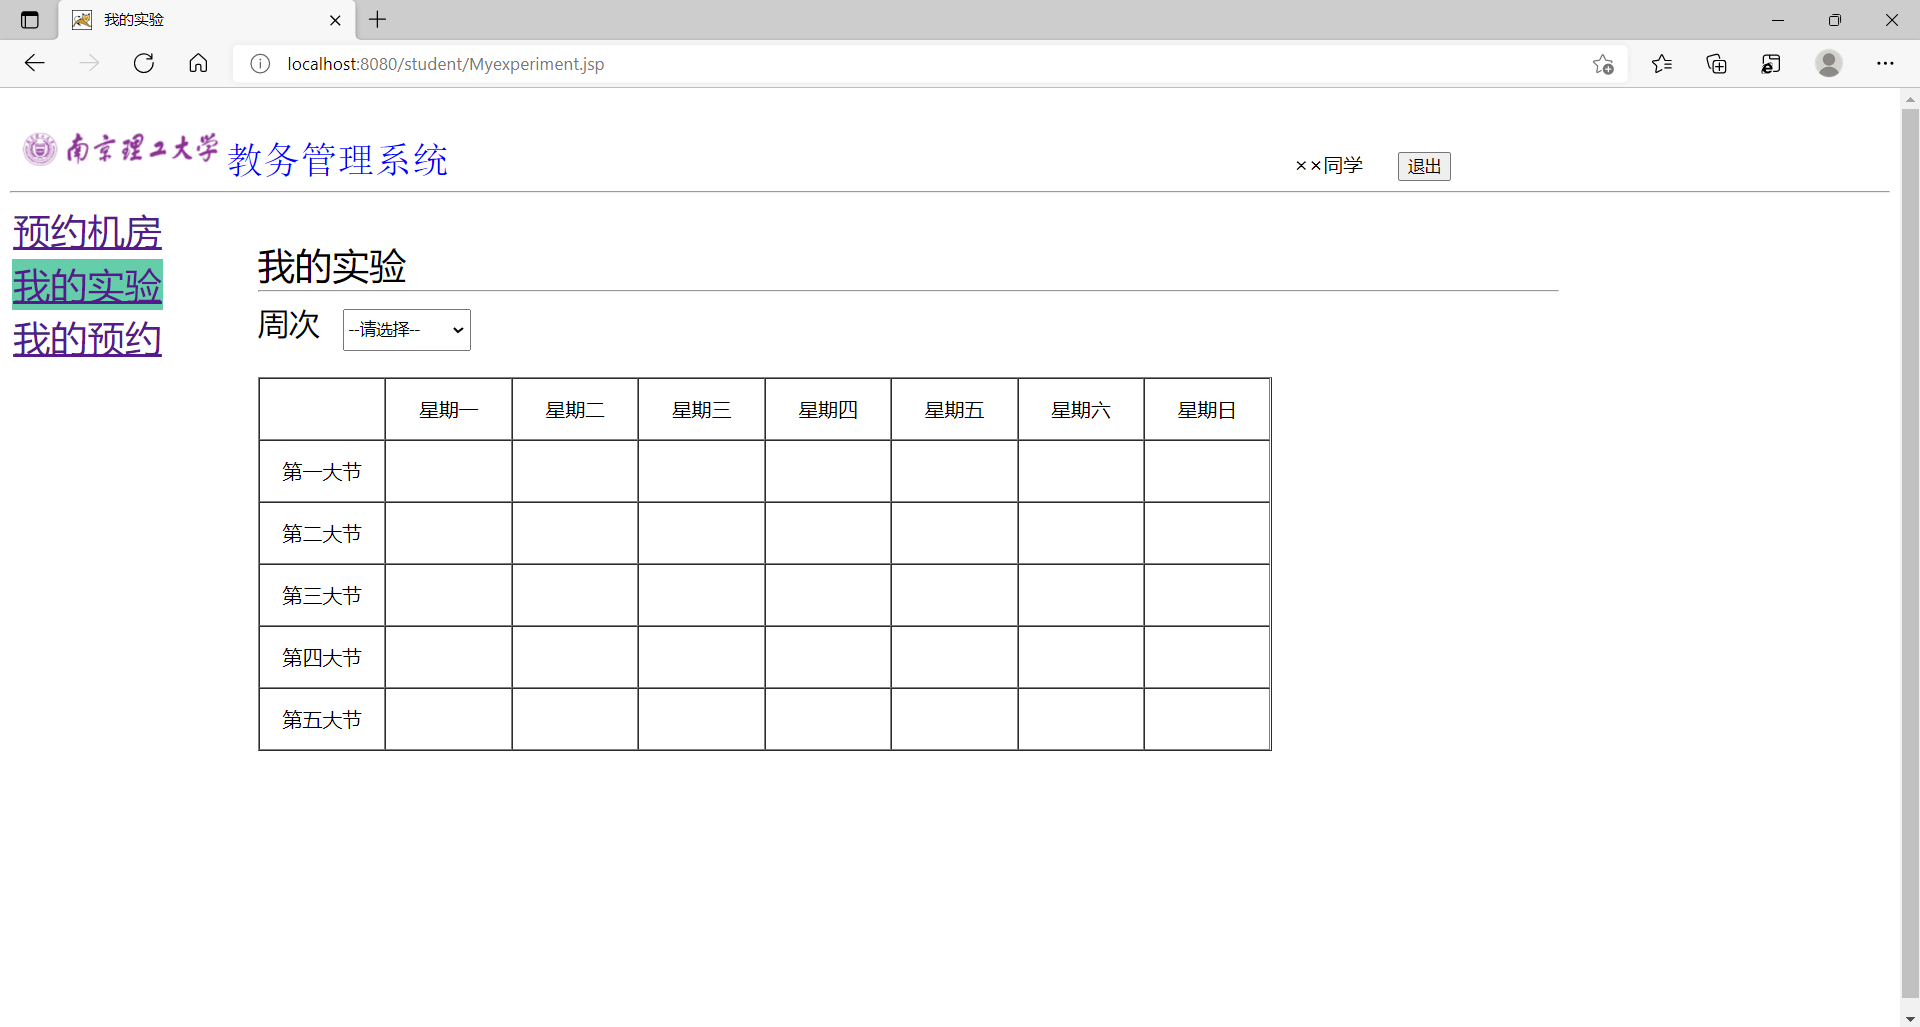 我的实验
localhost:8080/student/Myexperiment.jsp
南京理工大学 教务管理系统
××同学 退出
预约机房
我的实验
我的预约
我的实验
周次 --请选择--
星期一 星期二 星期三 星期四 星期五 星期六 星期日
第一大节
第二大节
第三大节
第四大节
第五大节